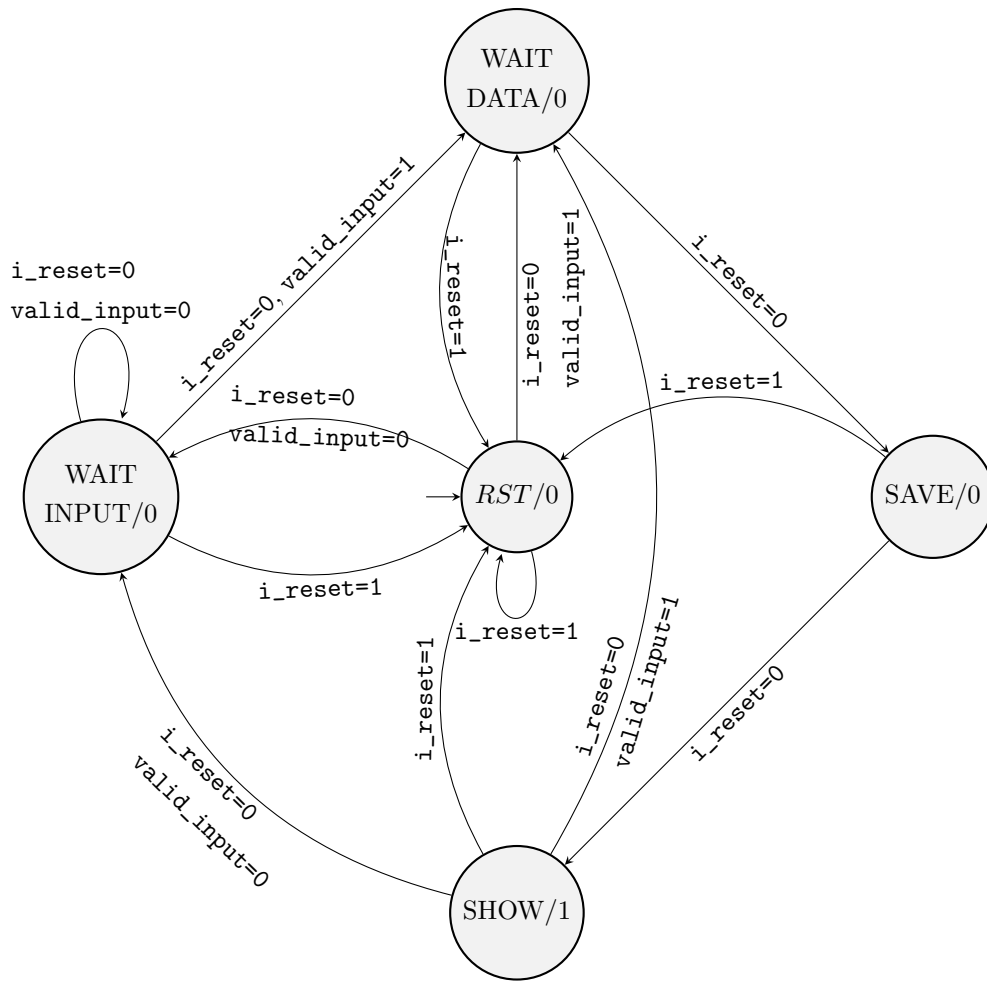 WAIT
DATA/0
i_reset=0, valid_input=1
i_reset=1
i_reset=0
valid_input=1
i_reset=0
i_reset=0
valid_input=0
i_reset=0
valid_input=0
i_reset=1
WAIT
INPUT/0
RST/0
SAVE/0
i_reset=1
i_reset=1
i_reset=1
i_reset=0
valid_input=1
i_reset=0
i_reset=0
valid_input=0
SHOW/1